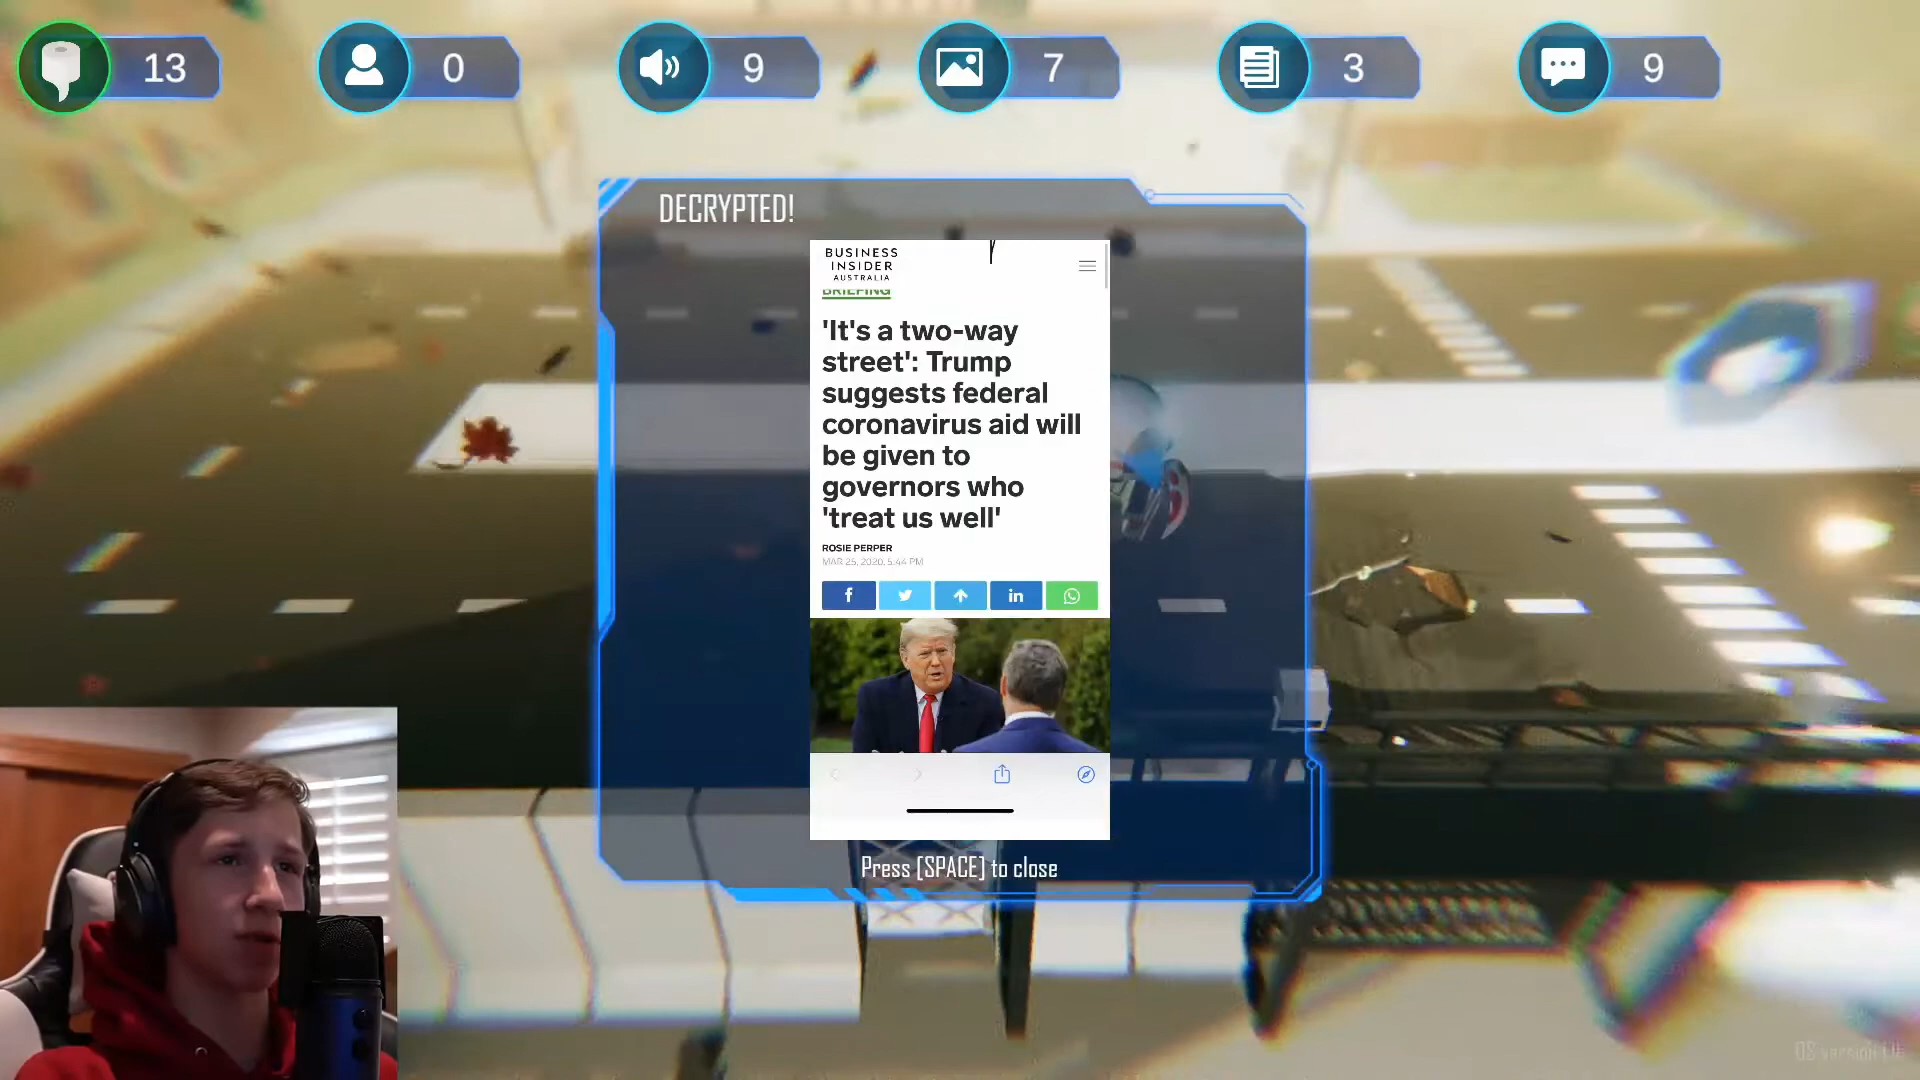 13
0
9
7
3
9
DECRYPTED!
BUSINESS
INSIDER
AUSTRALIA
BRIEFING
'It's a two-way
street': Trump
suggests federal
coronavirus aid will
be given to
governors who
'treat us well'
ROSIE PERPER
MAR 25, 2020, 5.44 PM
Press [SPACE] to close